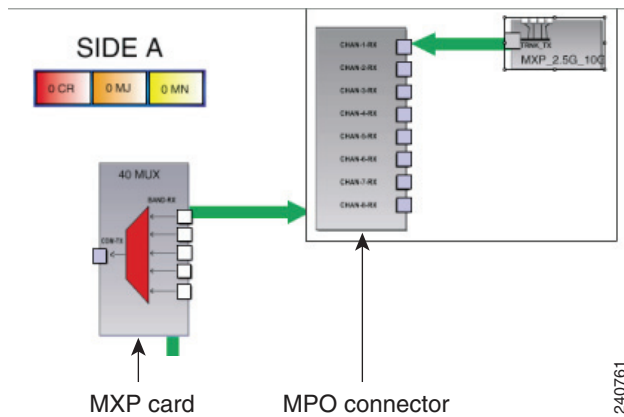 SIDE A
0 CR 0 MJ 0 MN
40 MUX
BAND-RX
COM-TX
CHAN-1-RX
CHAN-2-RX
CHAN-3-RX
CHAN-4-RX
CHAN-5-RX
CHAN-6-RX
CHAN-7-RX
CHAN-8-RX
TRNK_TX
MXP_2.5G_10G
MXP card
MPO connector
240761